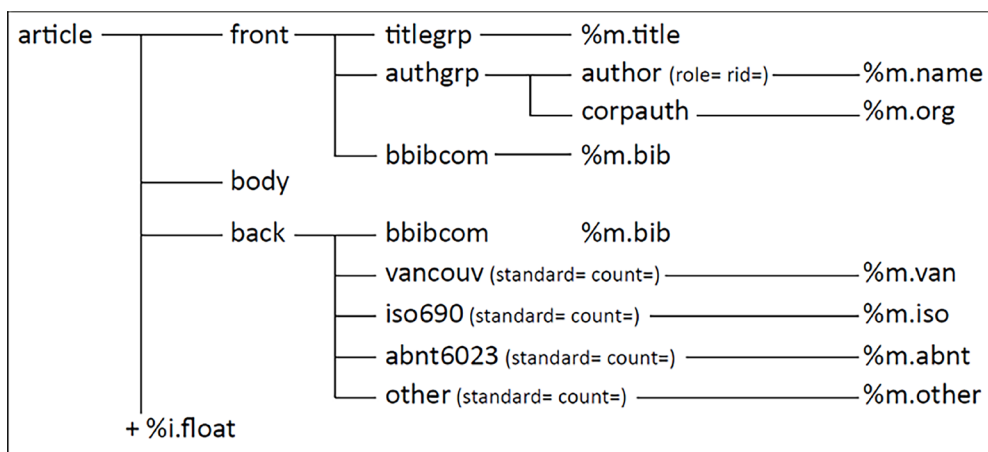 article front titlegrp %m.title
authgrp author (role= rid=) %m.name
corpauth %m.org
bbibcom %m.bib
body
back bbibcom %m.bib
vancouv (standard= count=) %m.van
iso690 (standard= count=) %m.iso
abnt6023 (standard= count=) %m.abnt
other (standard= count=) %m.other
+ %i.float